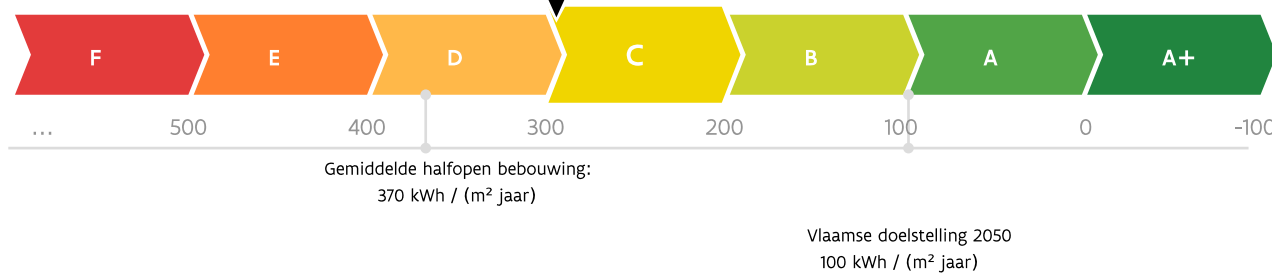 F E D C B A A+
... 500 400 300 200 100 0 -100
Gemiddelde halfopen bebouwing:
370 kWh / (m² jaar)
Vlaamse doelstelling 2050
100 kWh / (m² jaar)